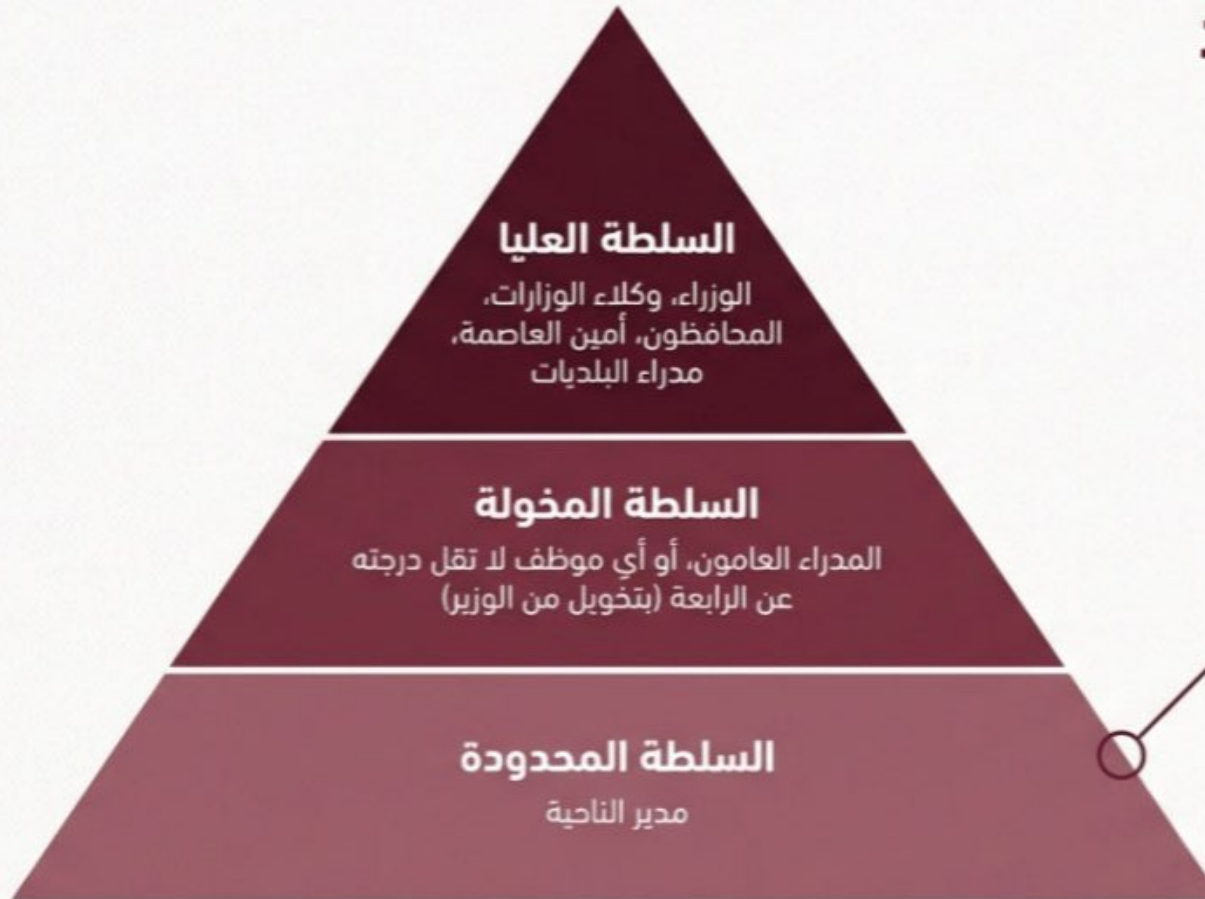 السلطة العليا
الوزراء، وكلاء الوزارات،
المحافظون، أمين العاصمة،
مدراء البلديات
السلطة المخولة
المدراء العامون، أو أي موظف لا تقل درجته
عن الرابعة (بتخويل من الوزير)
السلطة المحدودة
مدير الناحية